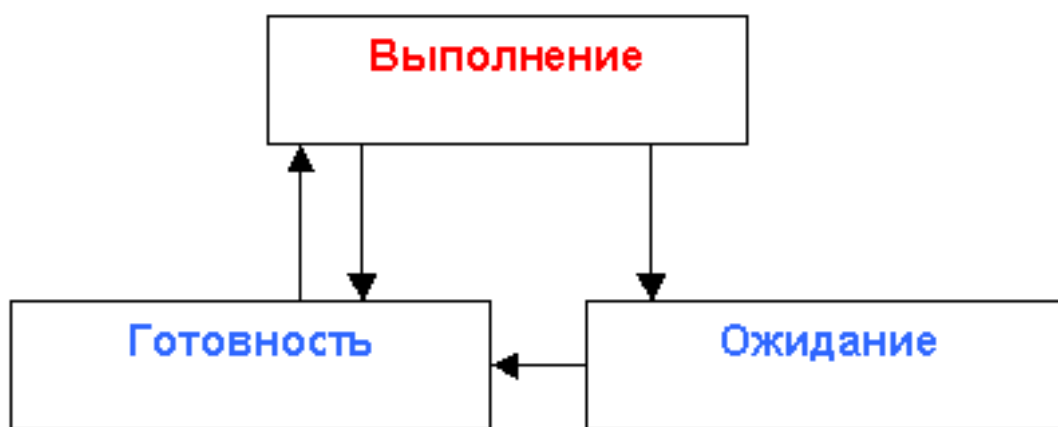 Выполнение
Готовность
Ожидание